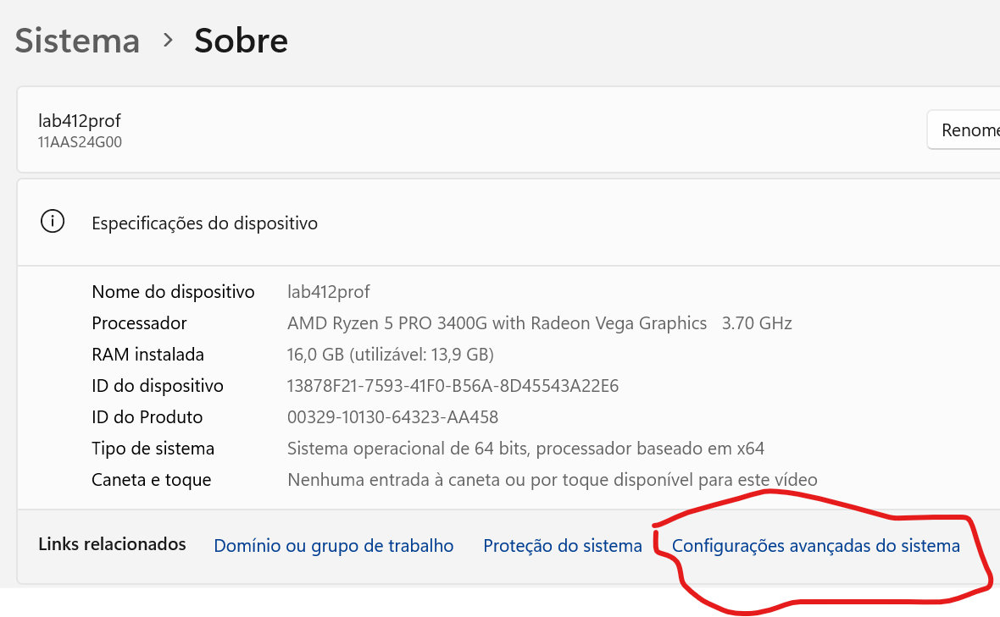 Sistema > Sobre
lab412prof
11AAS24G00
Renome
Especificações do dispositivo
Nome do dispositivo lab412prof
Processador AMD Ryzen 5 PRO 3400G with Radeon Vega Graphics 3.70 GHz
RAM instalada 16,0 GB (utilizável: 13,9 GB)
ID do dispositivo 13878F21-7593-41F0-B56A-8D45543A22E6
ID do Produto 00329-10130-64323-AA458
Tipo de sistema Sistema operacional de 64 bits, processador baseado em x64
Caneta e toque Nenhuma entrada à caneta ou por toque disponível para este vídeo
Links relacionados Domínio ou grupo de trabalho Proteção do sistema Configurações avançadas do sistema